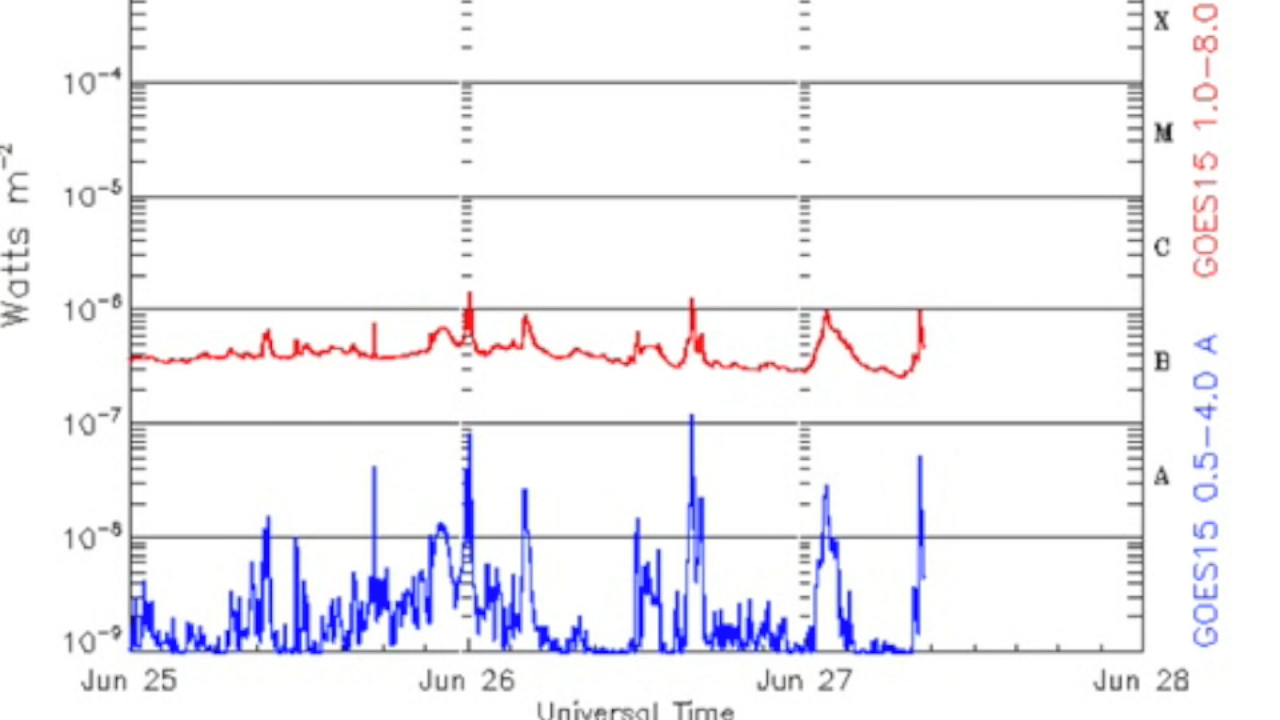 X
10⁻⁴
M
10⁻⁵
C
10⁻⁶
B
10⁻⁷
A
10⁻⁸
10⁻⁹
Watts m⁻²
Jun 25
Jun 26
Jun 27
Jun 28
Universal Time
GOES15 1.0-8.0
GOES15 0.5-4.0 A